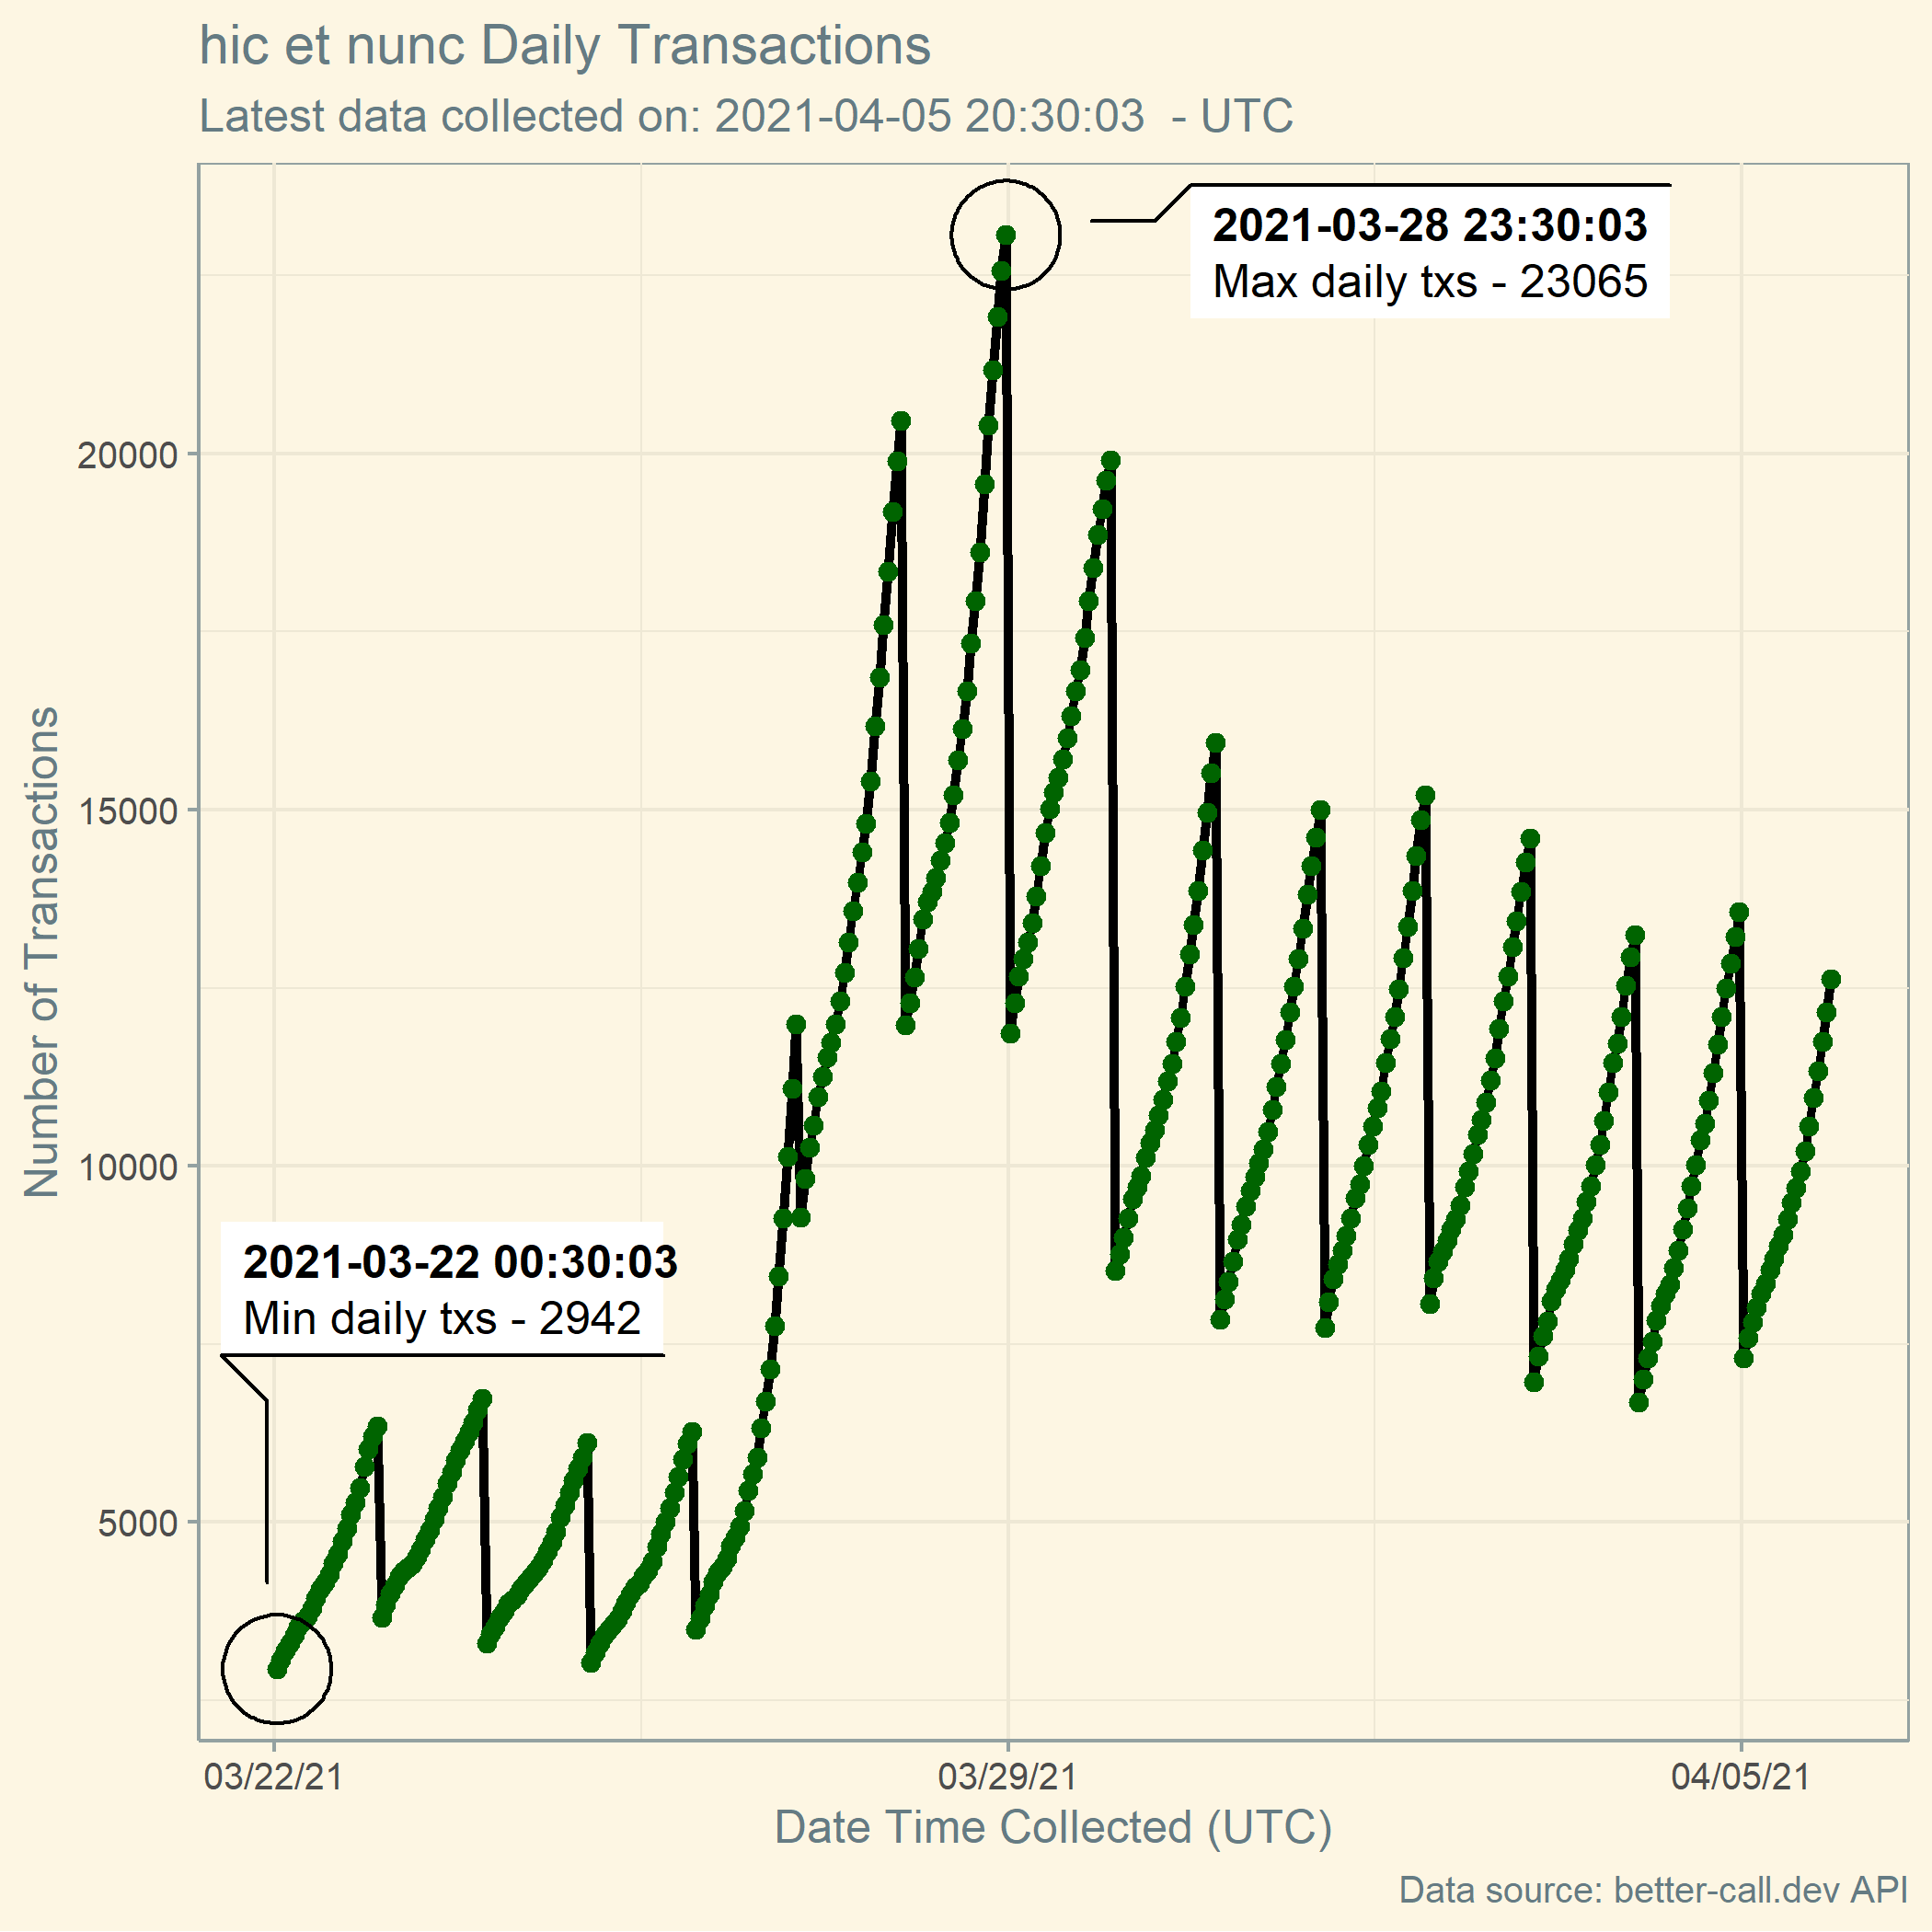 hic et nunc Daily Transactions
Latest data collected on: 2021-04-05 20:30:03  - UTC
2021-03-28 23:30:03
Max daily txs - 23065
20000
15000
10000
5000
Number of Transactions
2021-03-22 00:30:03
Min daily txs - 2942
03/22/21
03/29/21
04/05/21
Date Time Collected (UTC)
Data source: better-call.dev API